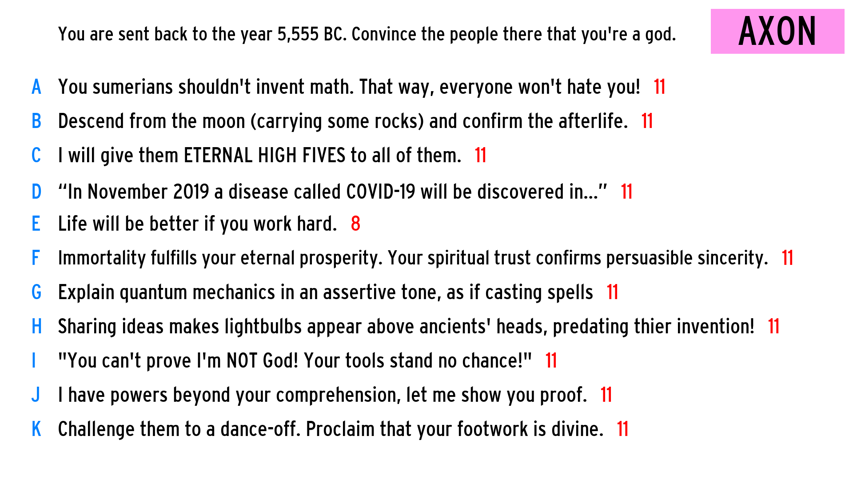 You are sent back to the year 5,555 BC. Convince the people there that you're a god.
AXON
A You sumerians shouldn't invent math. That way, everyone won't hate you! 11
B Descend from the moon (carrying some rocks) and confirm the afterlife. 11
C I will give them ETERNAL HIGH FIVES to all of them. 11
D “In November 2019 a disease called COVID-19 will be discovered in...” 11
E Life will be better if you work hard. 8
F Immortality fulfills your eternal prosperity. Your spiritual trust confirms persuasible sincerity. 11
G Explain quantum mechanics in an assertive tone, as if casting spells 11
H Sharing ideas makes lightbulbs appear above ancients' heads, predating thier invention! 11
I "You can't prove I'm NOT God! Your tools stand no chance!" 11
J I have powers beyond your comprehension, let me show you proof. 11
K Challenge them to a dance-off. Proclaim that your footwork is divine. 11